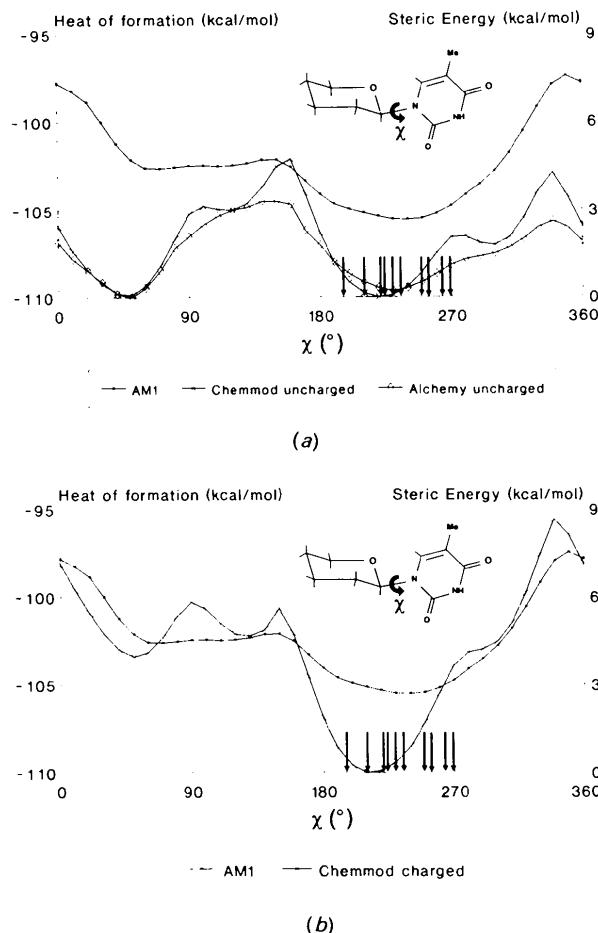 Heat of formation (kcal/mol) Steric Energy (kcal/mol)
-95 9
Me
O
N NH O
χ
O
-100 6
-105 3
-110 0
0 90 180 270 360
χ (°)
AM1 Chemmod uncharged Alchemy uncharged
(a)
Heat of formation (kcal/mol) Steric Energy (kcal/mol)
-95 9
Me
O
N NH O
χ
O
-100 6
-105 3
-110 0
0 90 180 270 360
χ (°)
AM1 Chemmod charged
(b)